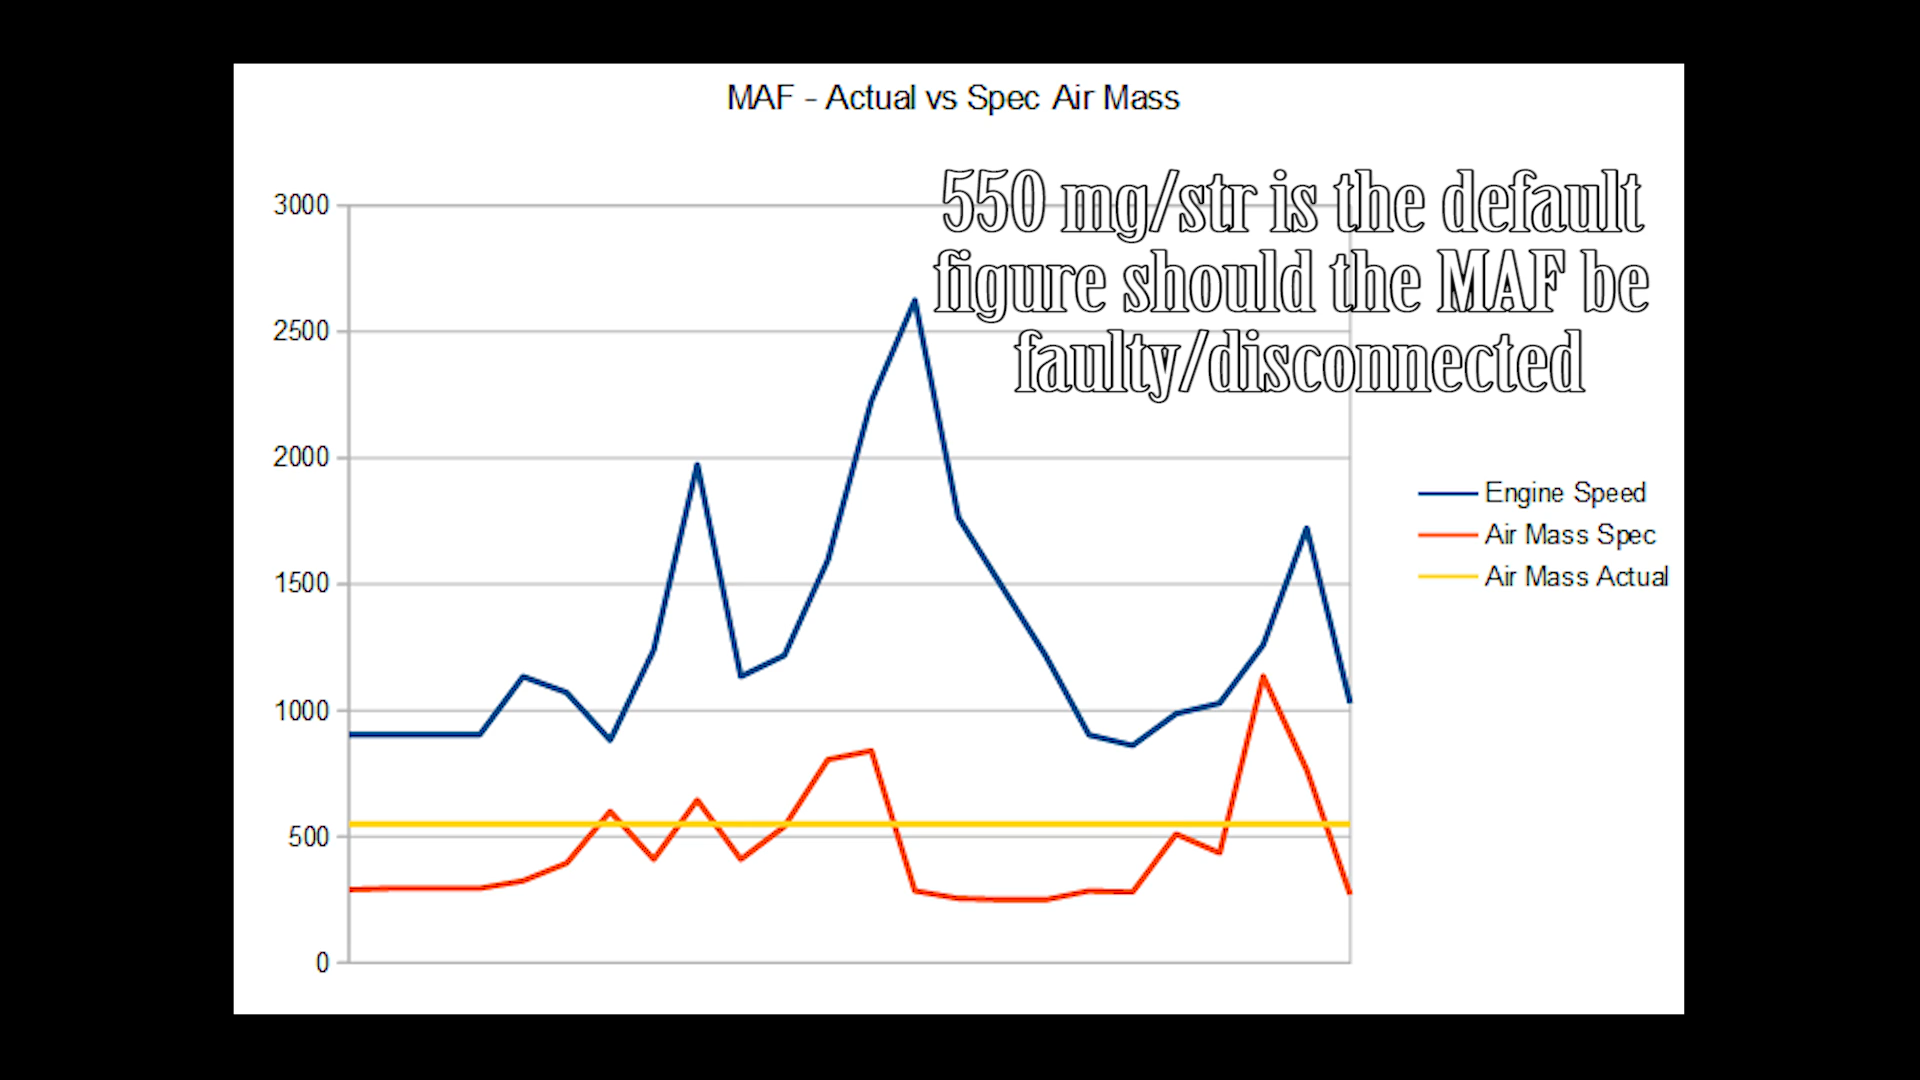 MAF - Actual vs Spec Air Mass
550 mg/str is the default
figure should the MAF be
faulty/disconnected
3000
2500
2000
1500
1000
500
0
Engine Speed
Air Mass Spec
Air Mass Actual